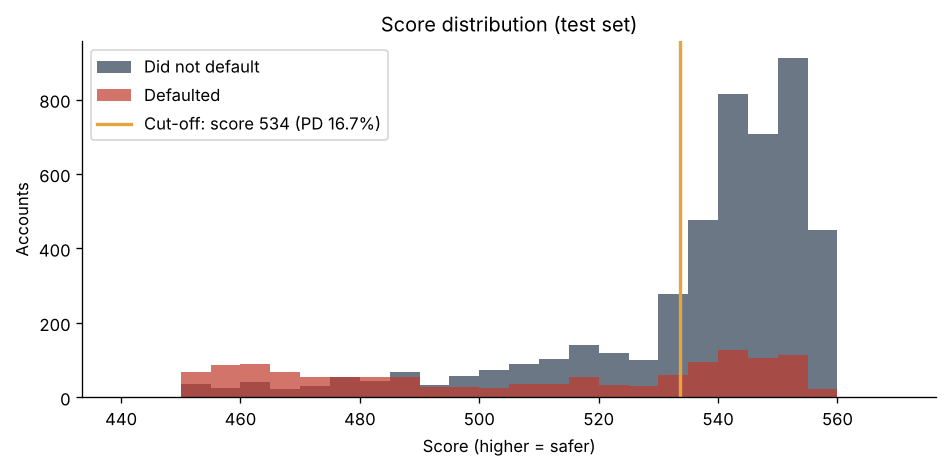 Score distribution (test set)
Did not default
Defaulted
Cut-off: score 534 (PD 16.7%)
Accounts
800
600
400
200
0
440 460 480 500 520 540 560
Score (higher = safer)